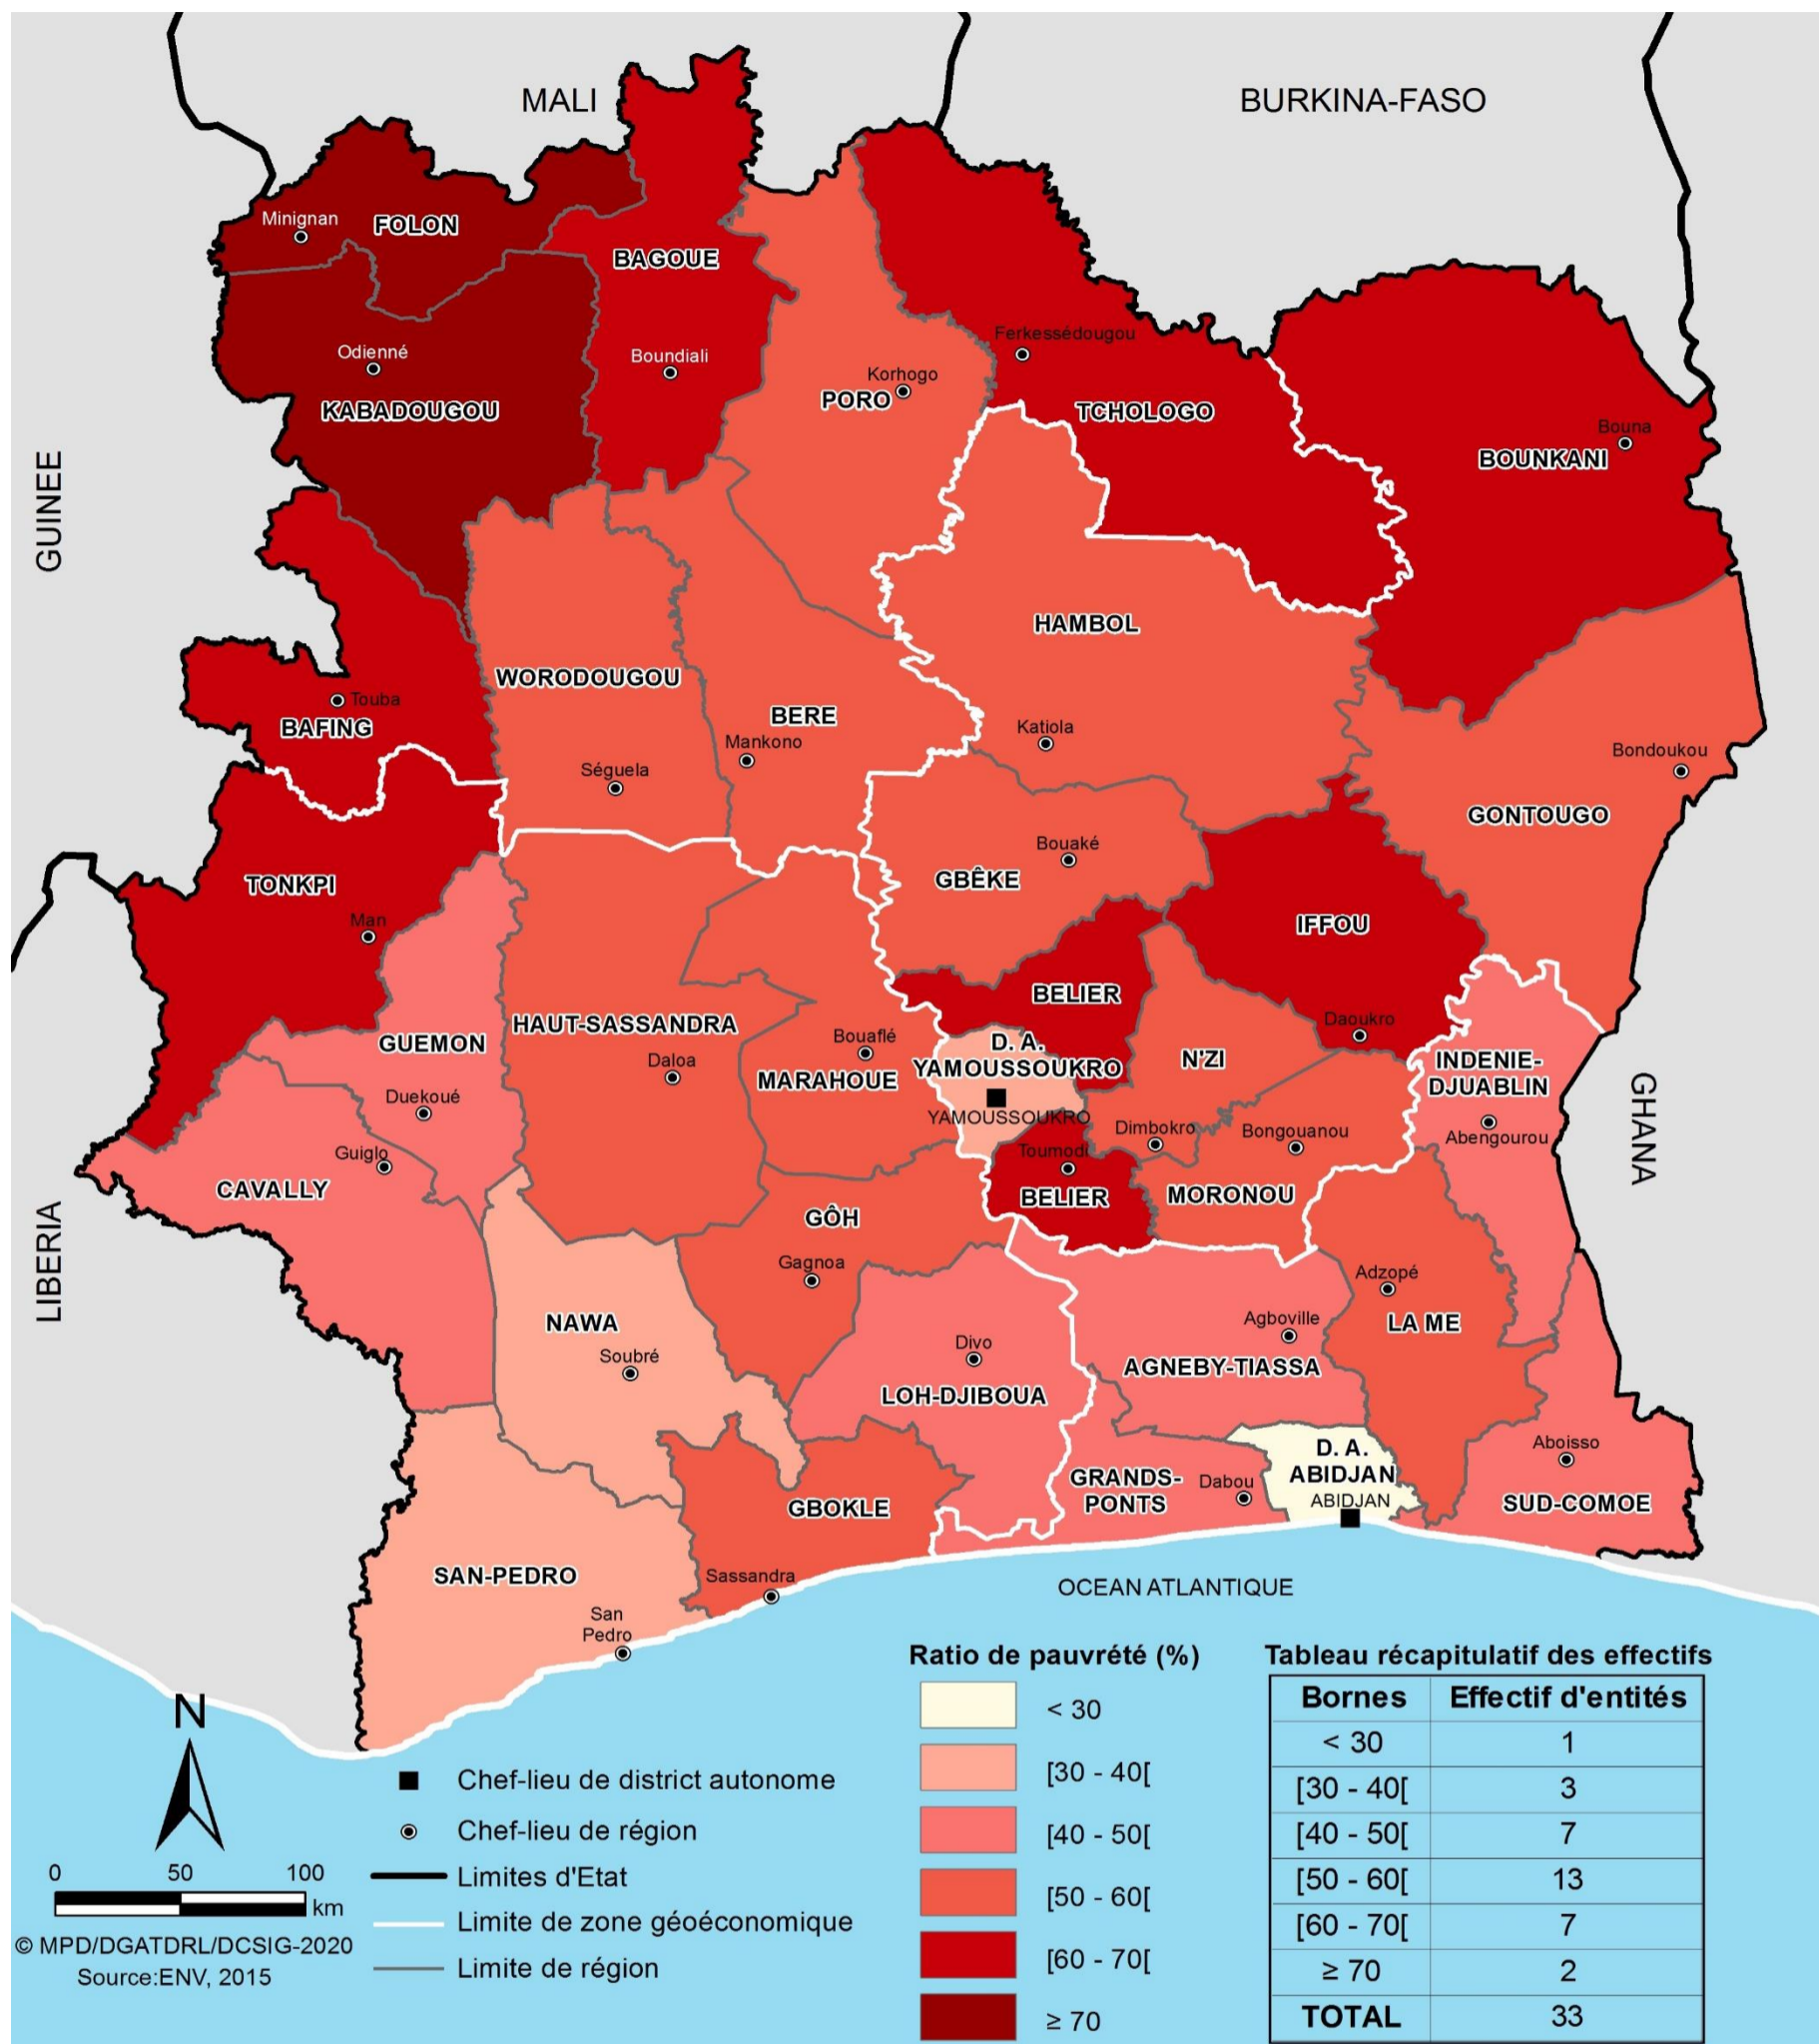 MALI
BURKINA-FASO
GUINEE
LIBERIA
GHANA
Minignan
FOLON
BAGOUE
Odienné
KABADOUGOU
Boundiali
Korhogo
PORO
Ferkessédougou
TCHOLOGO
Bouna
BOUNKANI
HAMBOL
Katiola
WORODOUGOU
Séguela
BERE
Mankono
Touba
BAFING
Bondoukou
GONTOUGO
TONKPI
Man
Bouaké
GBÊKE
IFFOU
Daoukro
BELIER
HAUT-SASSANDRA
Daloa
Bouaflé
MARAHOUE
D. A.
YAMOUSSOUKRO
YAMOUSSOUKRO
N'ZI
Dimbokro
Bongouanou
MORONOU
INDENIE-
DJUABLIN
Abengourou
GUEMON
Duekoué
Guiglo
CAVALLY
Toumodi
BELIER
GÔH
Gagnoa
NAWA
Soubré
Divo
LOH-DJIBOUA
Agboville
AGNEBY-TIASSA
Adzopé
LA ME
D. A.
ABIDJAN
ABIDJAN
GRANDS-
PONTS
Dabou
Aboisso
SUD-COMOE
GBOKLE
Sassandra
SAN-PEDRO
San
Pedro
OCEAN ATLANTIQUE
N
0 50 100
km
© MPD/DGATDRL/DCSIG-2020
Source:ENV, 2015
Chef-lieu de district autonome
Chef-lieu de région
Limites d'Etat
Limite de zone géoéconomique
Limite de région
Ratio de pauvrété (%)
< 30
[30 - 40[
[40 - 50[
[50 - 60[
[60 - 70[
≥ 70
Tableau récapitulatif des effectifs
Bornes Effectif d'entités
< 30 1
[30 - 40[ 3
[40 - 50[ 7
[50 - 60[ 13
[60 - 70[ 7
≥ 70 2
TOTAL 33